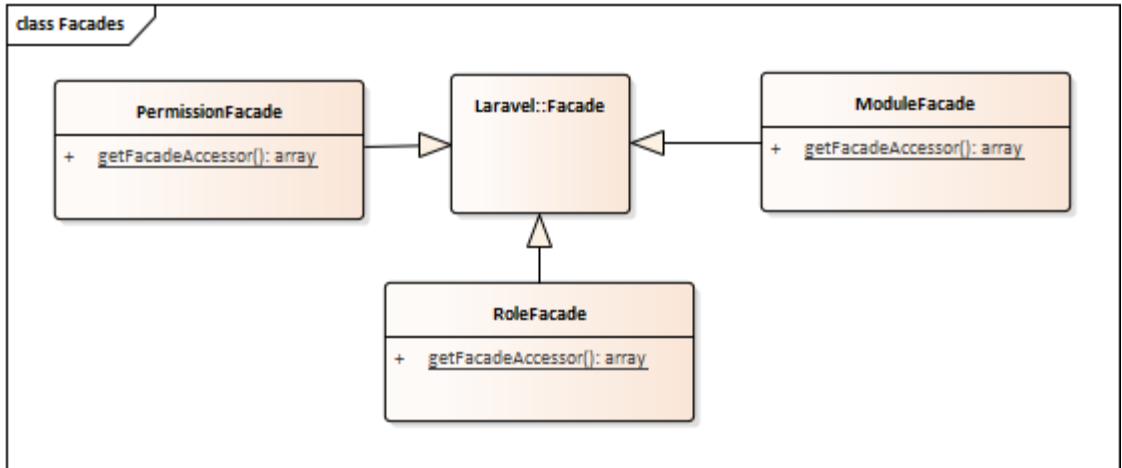 class Facades
PermissionFacade
+ getFacadeAccessor(): array
Laravel::Facade
ModuleFacade
+ getFacadeAccessor(): array
RoleFacade
+ getFacadeAccessor(): array